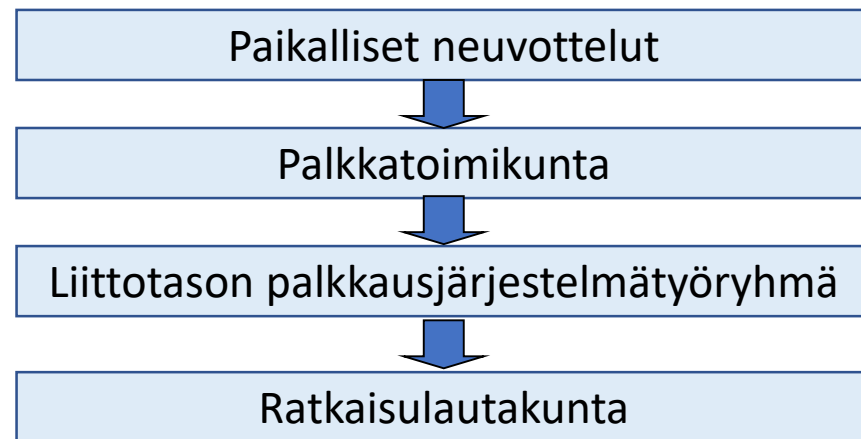 Paikalliset neuvottelut
Palkkatoimikunta
Liittotason palkkausjärjestelmätyöryhmä
Ratkaisulautakunta